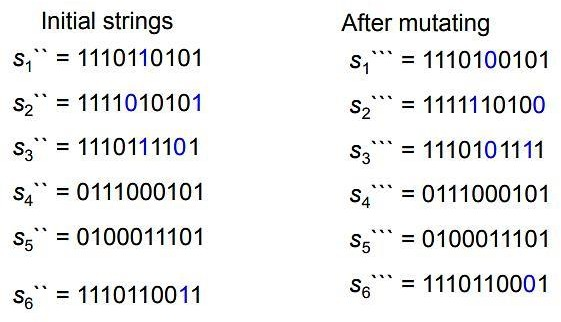 Initial strings
s₁`` = 1110110101
s₂`` = 1111010101
s₃`` = 1110111101
s₄`` = 0111000101
s₅`` = 0100011101
s₆`` = 1110110011
After mutating
s₁``` = 1110100101
s₂``` = 1111110100
s₃``` = 1110101111
s₄``` = 0111000101
s₅``` = 0100011101
s₆``` = 1110110001